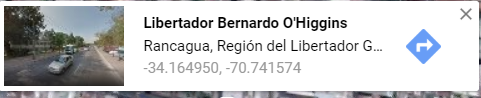 Libertador Bernardo O'Higgins
Rancagua, Región del Libertador G...
-34.164950, -70.741574